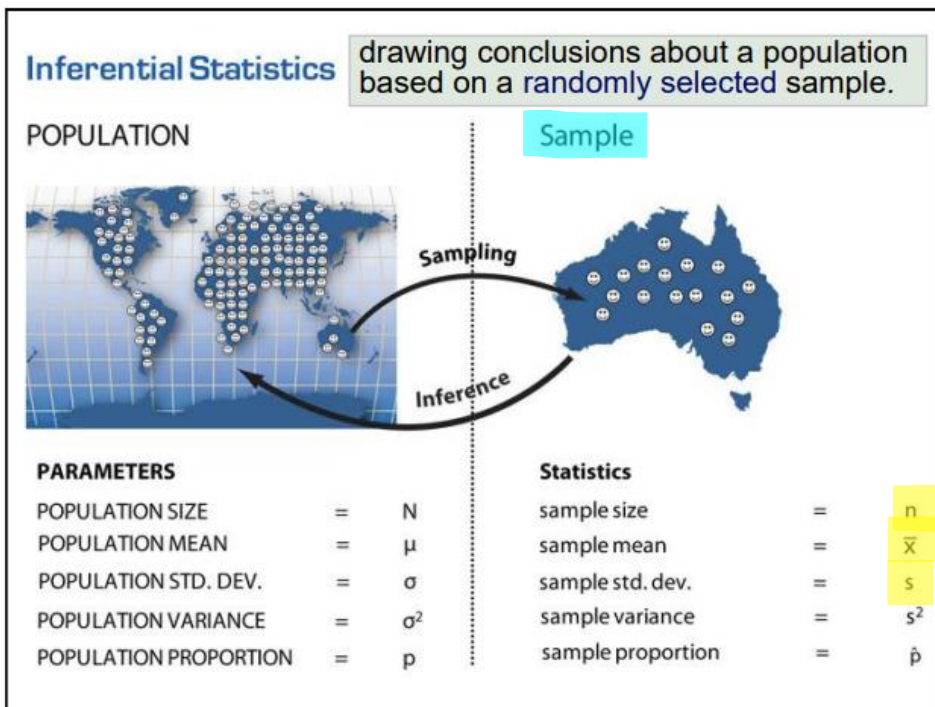 Inferential Statistics
drawing conclusions about a population
based on a randomly selected sample.
POPULATION
Sample
Sampling
Inference
PARAMETERS
POPULATION SIZE = N
POPULATION MEAN = μ
POPULATION STD. DEV. = σ
POPULATION VARIANCE = σ²
POPULATION PROPORTION = p
Statistics
sample size = n
sample mean = x̅
sample std. dev. = s
sample variance = s²
sample proportion = p̂